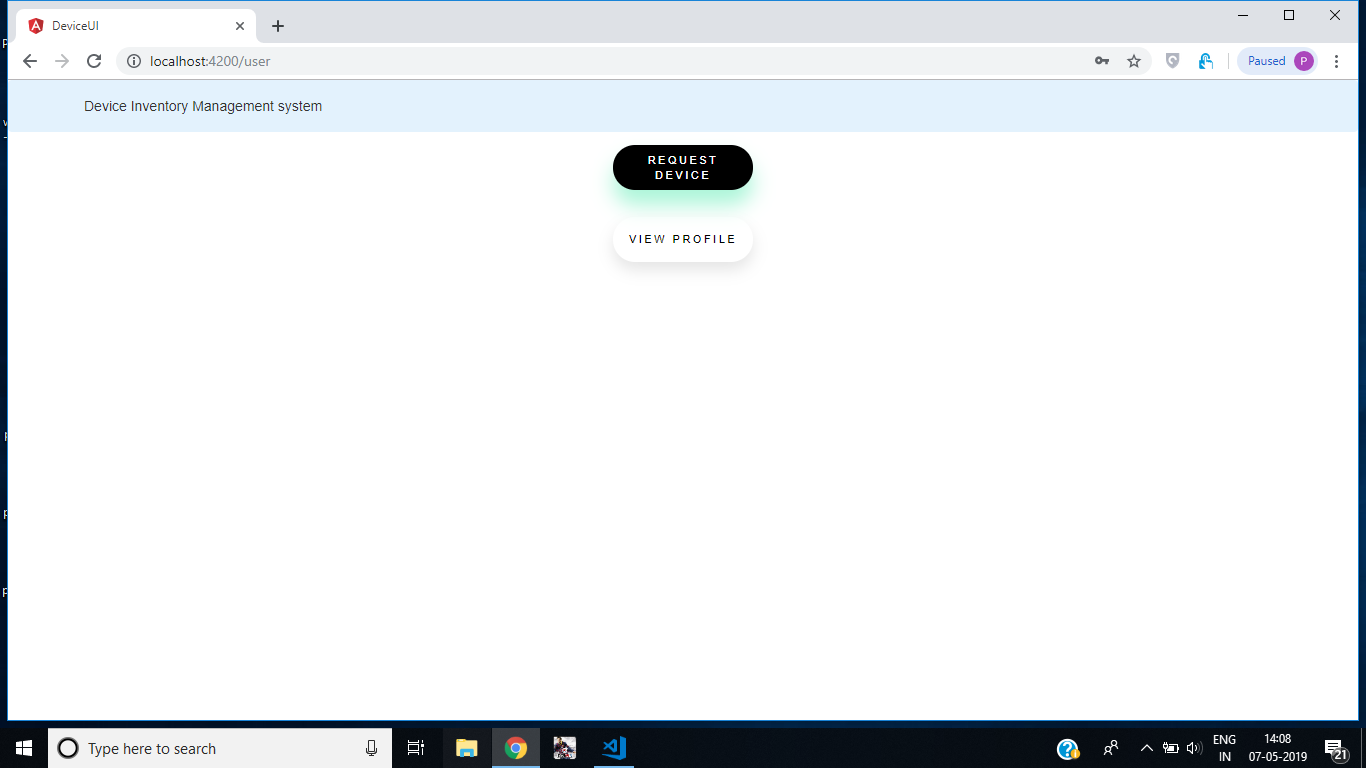 DeviceUI
localhost:4200/user
Paused
P
Device Inventory Management system
REQUEST
DEVICE
VIEW PROFILE
Type here to search
ENG
IN
14:08
07-05-2019
21